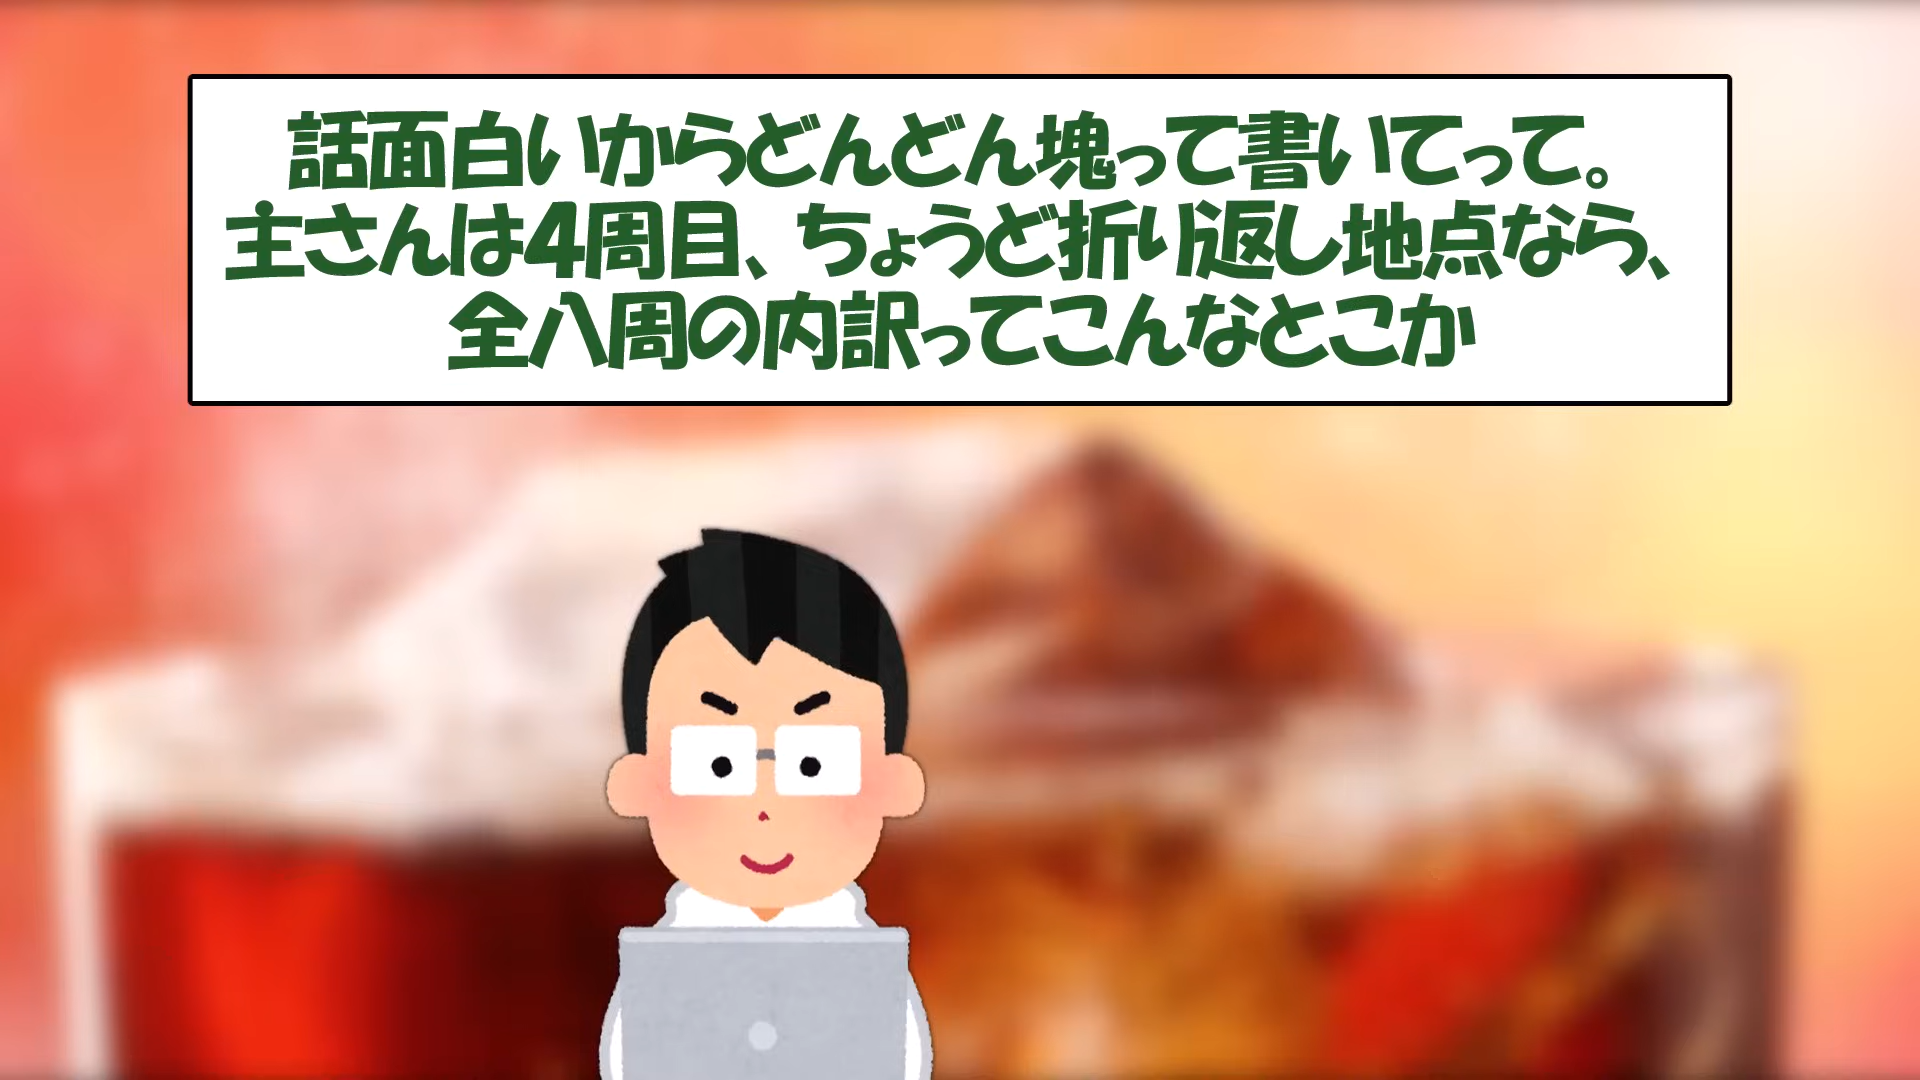 話面白いからどんどん塊って書いてって。
主さんは4周目、ちょうど折り返し地点なら、
全八周の内訳ってこんなとこか